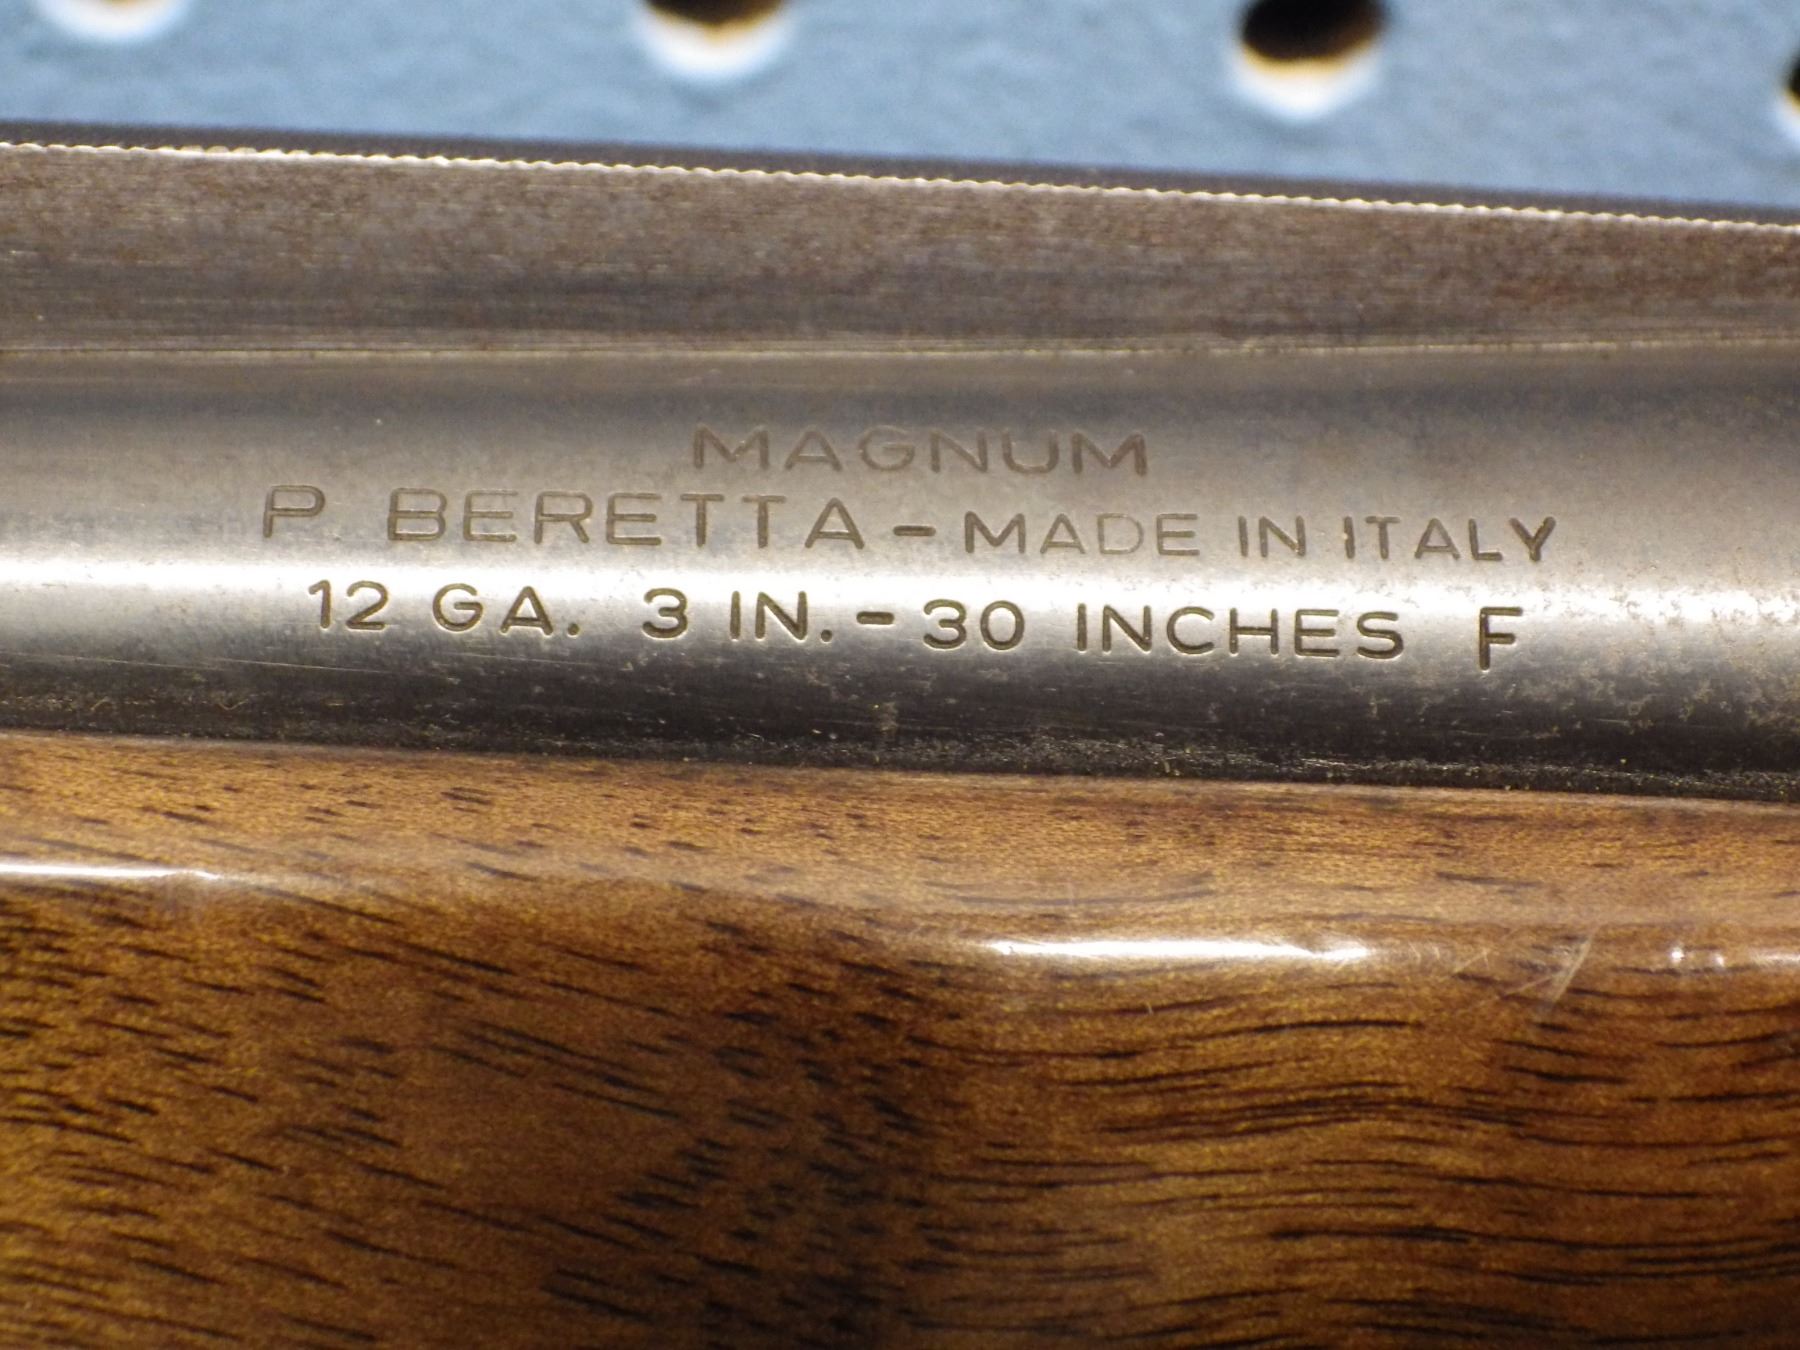 MAGNUM
P BERETTA - MADE IN ITALY
12 GA. 3 IN. - 30 INCHES F